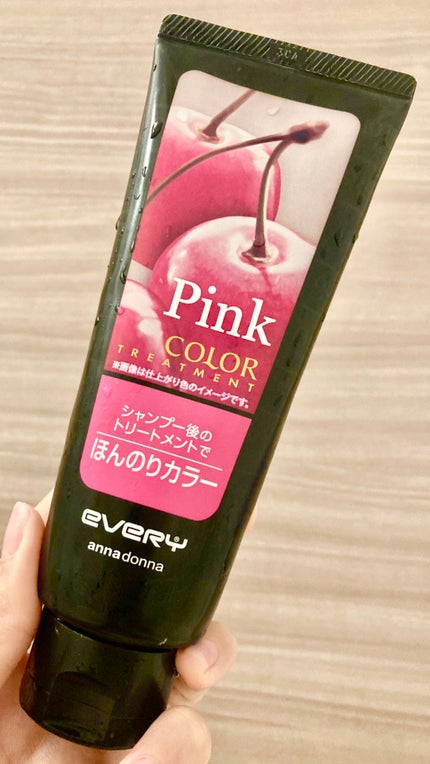 Pink
COLOR
TREATMENT
※画像は仕上がり色のイメージです。
シャンプー後の
トリートメントで
ほんのりカラー
eVeRY®
annadonna